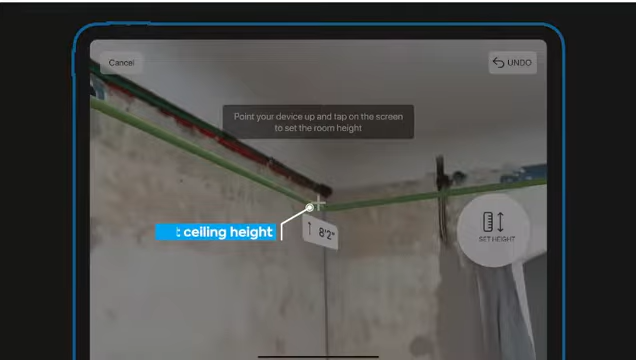 Cancel
UNDO
Point your device up and tap on the screen
to set the room height
t ceiling height
↑ 8'2"
SET HEIGHT